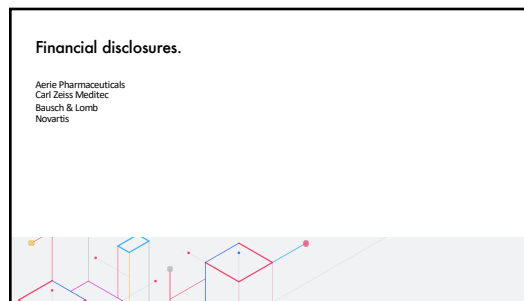 Financial disclosures.
Aerie Pharmaceuticals
Carl Zeiss Meditec
Bausch & Lomb
Novartis